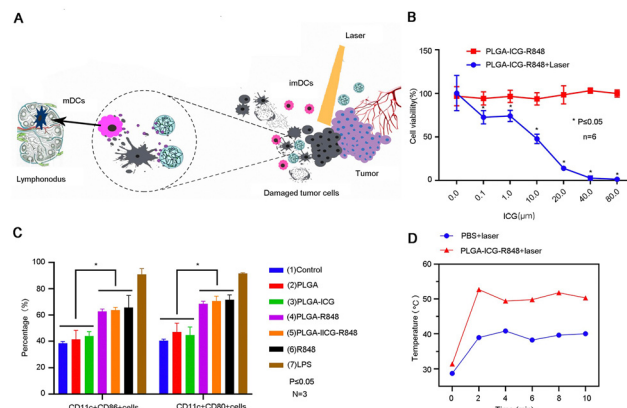 A
Laser
imDCs
mDCs
Lymphonodus
Tumor
Damaged tumor cells
B
PLGA-ICG-R848
PLGA-ICG-R848+Laser
Cell viability(%)
150
100
50
0
* P≤0.05
n=6
* * * * *
0.0 0.1 1.0 10.0 20.0 40.0 80.0
ICG(μm)
C
Percentage (%)
100
80
60
40
20
0
* *
CD11c+CD86+cells CD11c+CD80+cells
(1)Control
(2)PLGA
(3)PLGA-ICG
(4)PLGA-R848
(5)PLGA-IICG-R848
(6)R848
(7)LPS
P≤0.05
N=3
D
PBS+laser
PLGA-ICG-R848+laser
Temperature(°C)
60
50
40
30
0 2 4 6 8 10